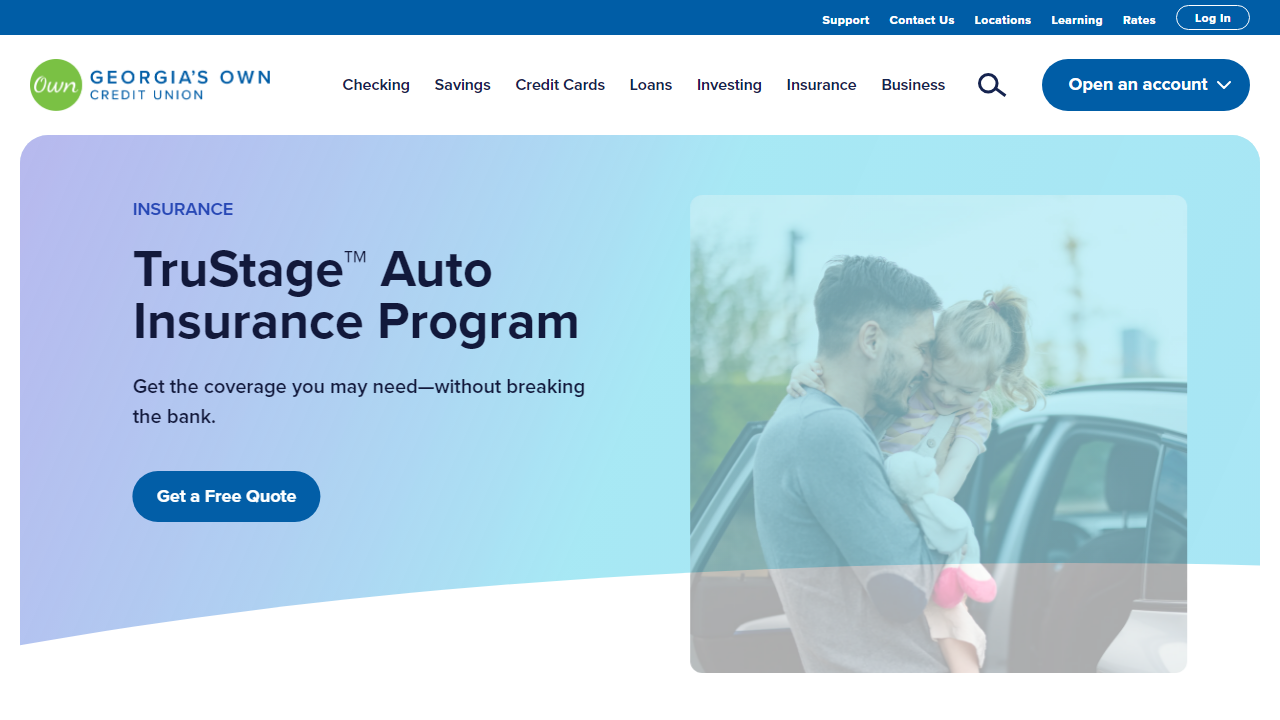 Support Contact Us Locations Learning Rates Log In
Own GEORGIA'S OWN
CREDIT UNION
Checking Savings Credit Cards Loans Investing Insurance Business Open an account
INSURANCE
TruStage™ Auto
Insurance Program
Get the coverage you may need—without breaking
the bank.
Get a Free Quote